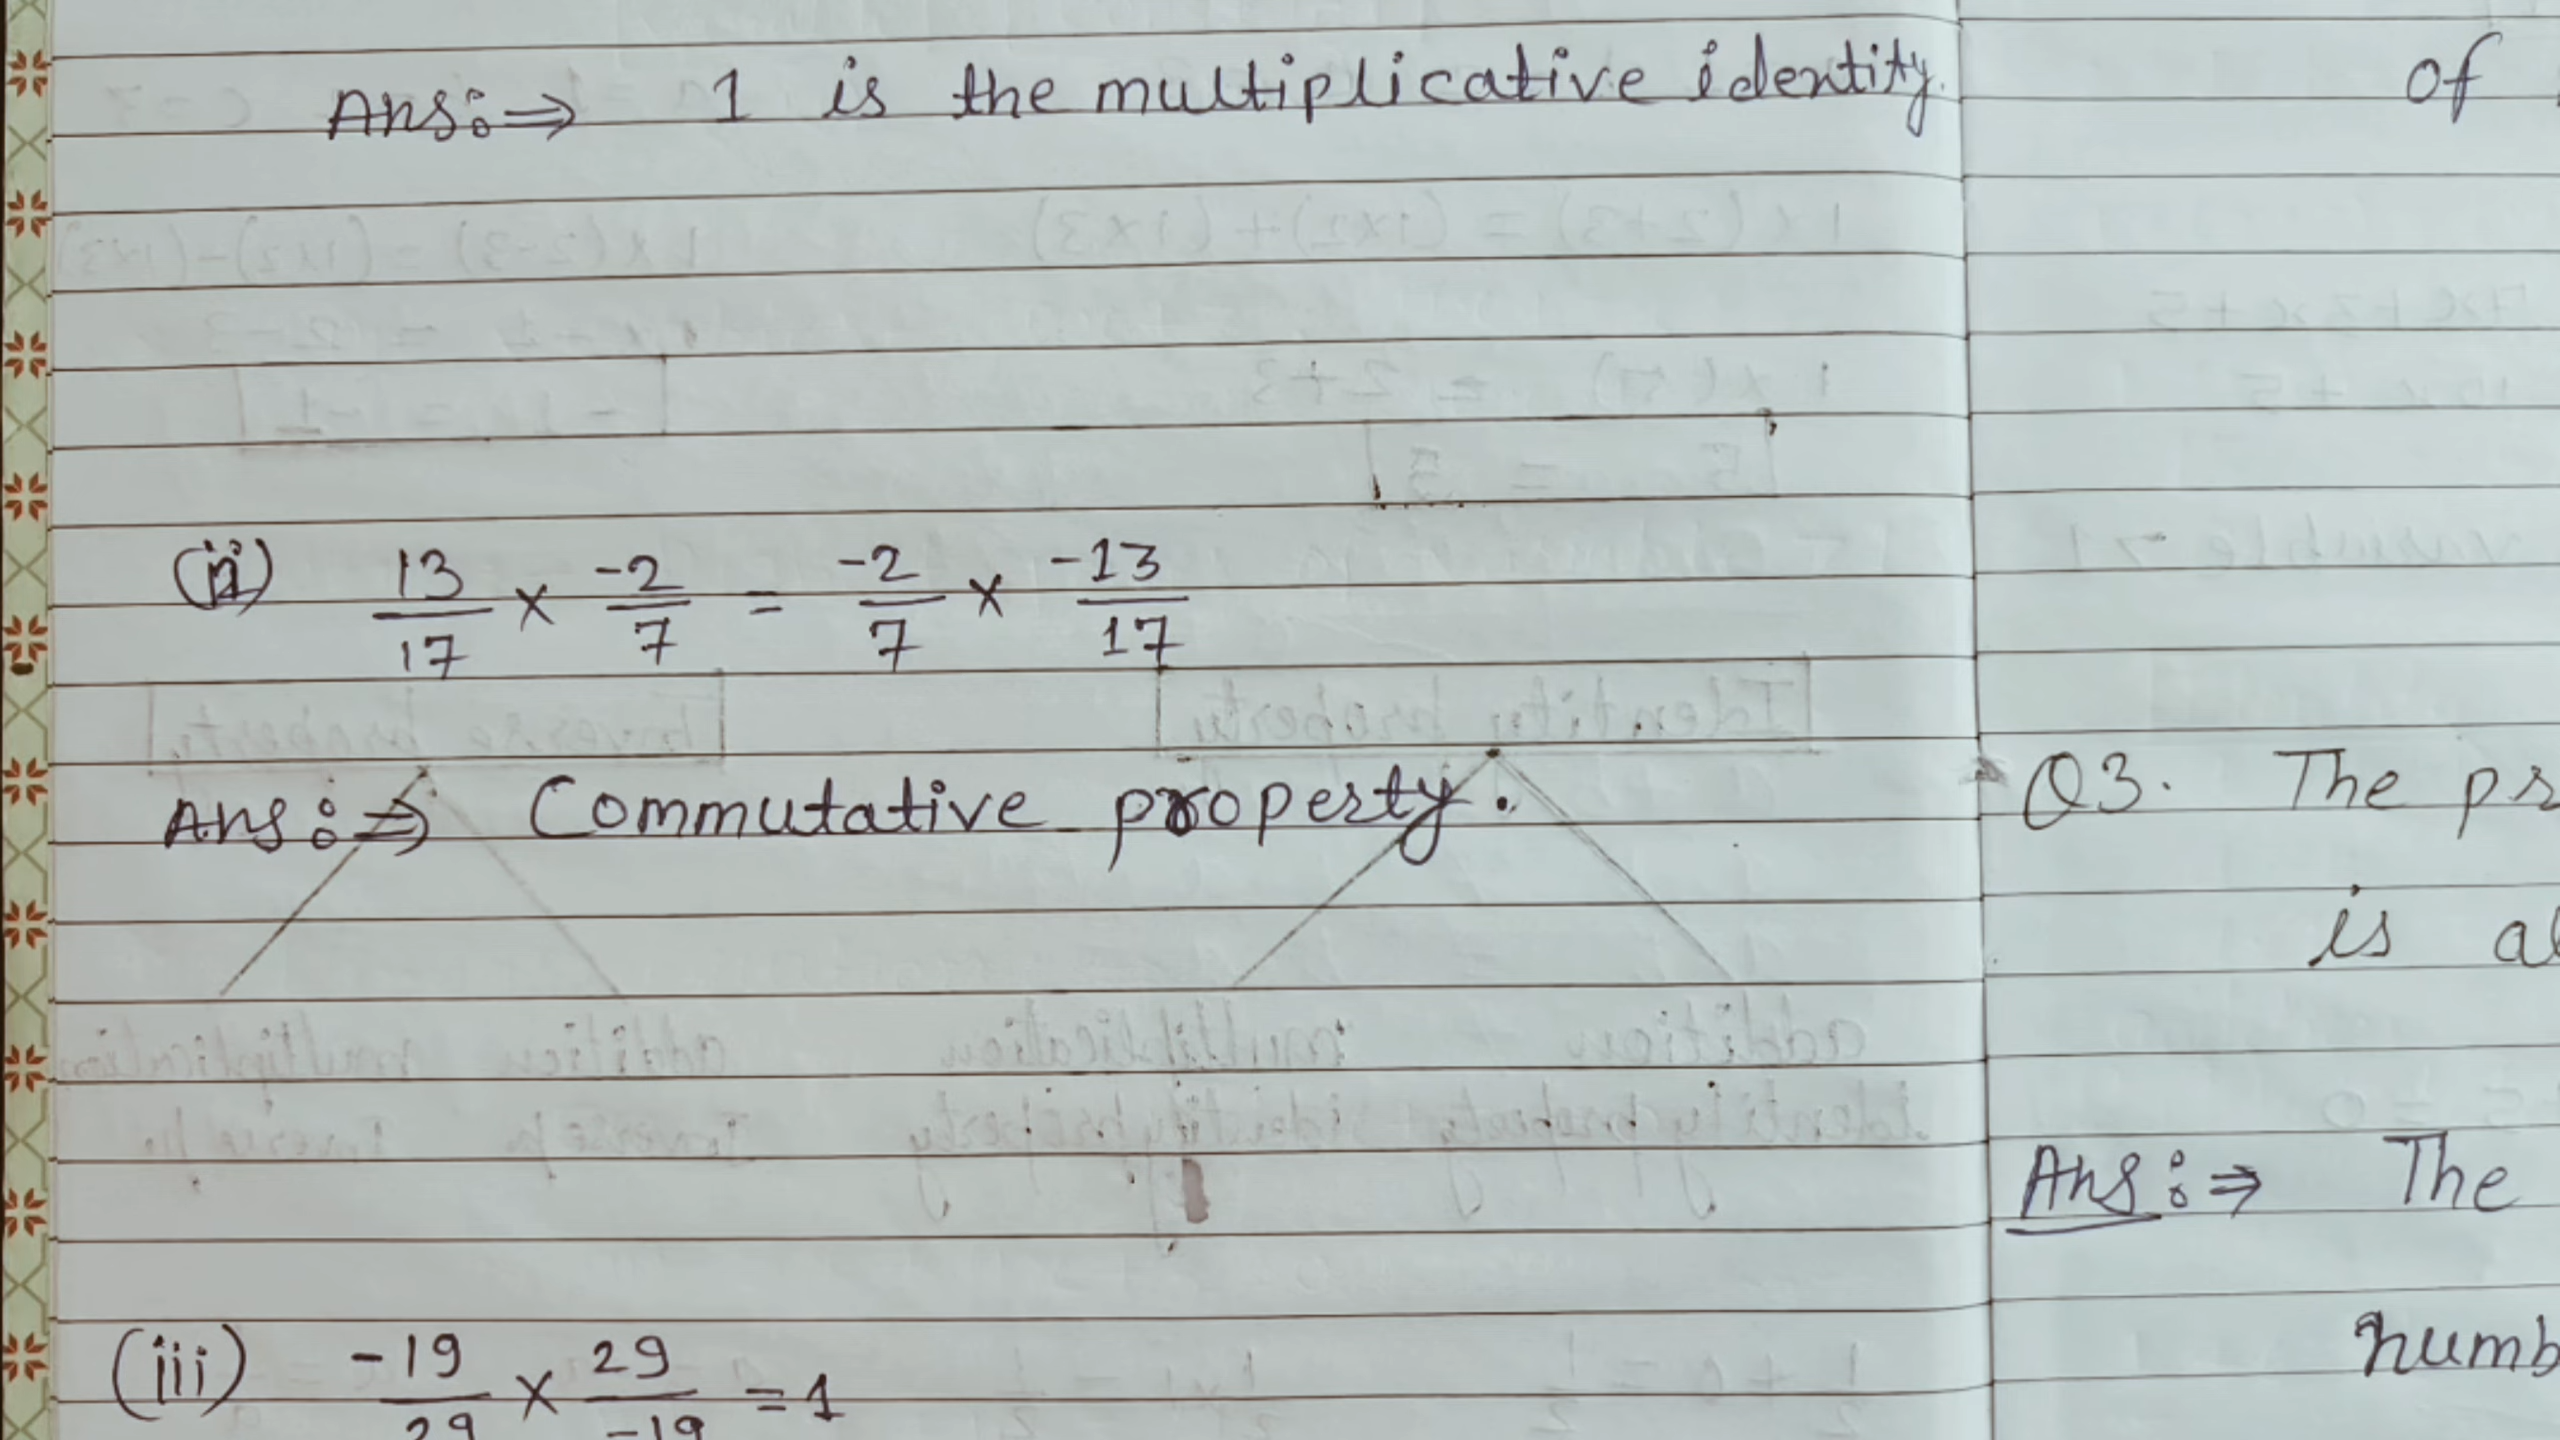 Ans:⇒ 1 is the multiplicative identity.
(ii) 13/17 × -2/7 = -2/7 × -13/17
Ans:⇒ Commutative property.
(iii) -19/29 × 29/-19 = 1
of
Q3. The
is
Ans:⇒ The